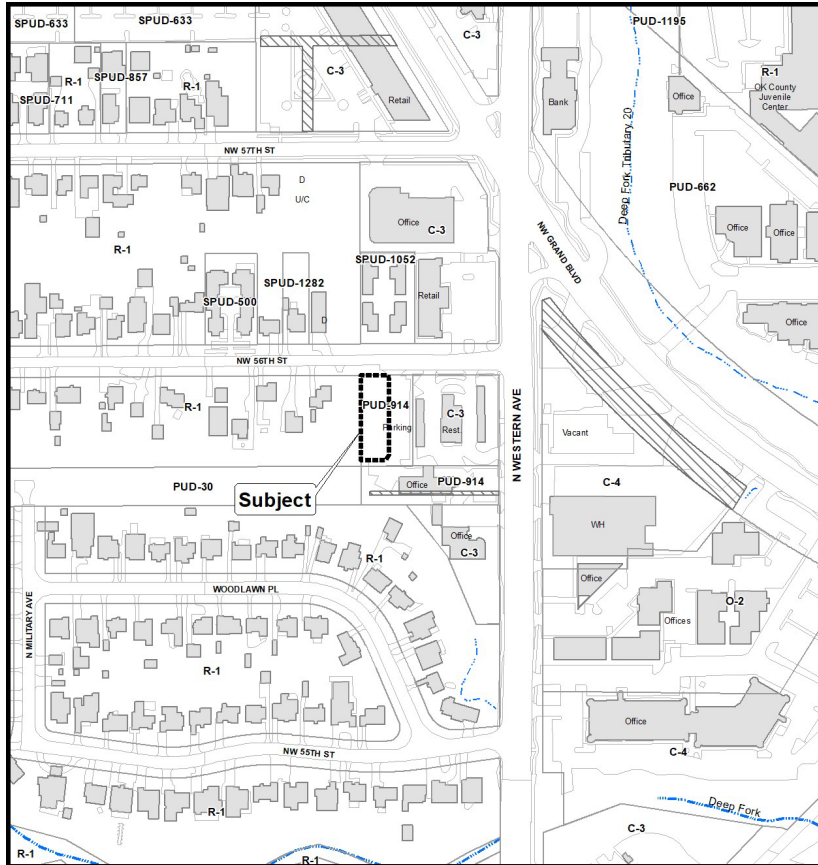 SPUD-633
SPUD-633
C-3
PUD-1195
R-1
SPUD-857
R-1
C-3
R-1
OK County
Juvenile
Center
SPUD-711
Retail
Bank
Office
NW 57TH ST
Deep Fork Tributary 20
D
U/C
PUD-662
Office
C-3
Office
Office
R-1
NW GRAND BLVD
SPUD-1052
SPUD-1282
SPUD-500
Retail
D
Office
NW 56TH ST
R-1
PUD-914
Parking
C-3
Rest.
Vacant
N WESTERN AVE
PUD-30
Office
PUD-914
C-4
Subject
WH
Office
C-3
R-1
Office
WOODLAWN PL
N MILITARY AVE
O-2
Offices
R-1
Office
NW 55TH ST
C-4
Deep Fork
R-1
C-3
R-1
R-1